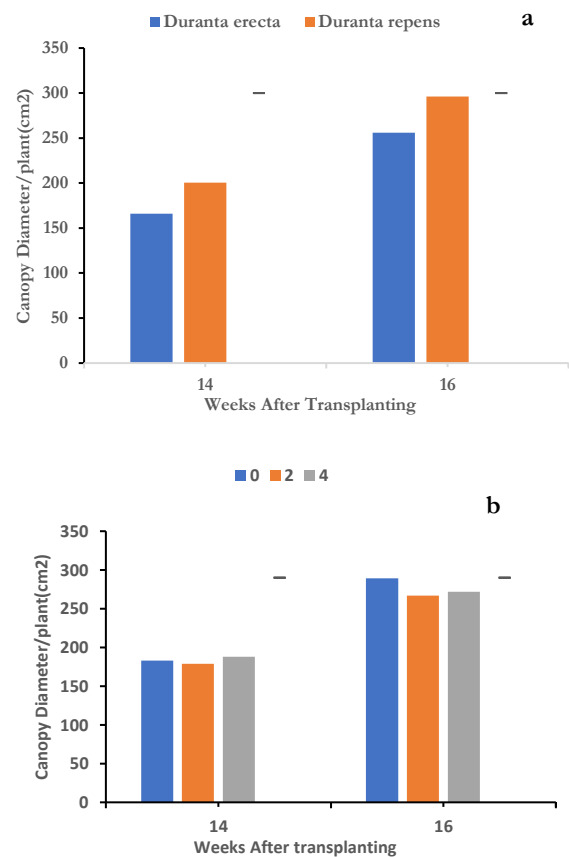 a
Duranta erecta Duranta repens
350
300
250
200
150
100
50
0
Canopy Diameter/plant(cm2)
14 16
Weeks After Transplanting
0 2 4
b
350
300
250
200
150
100
50
0
Canopy Diameter/plant(cm2)
14 16
Weeks After transplanting